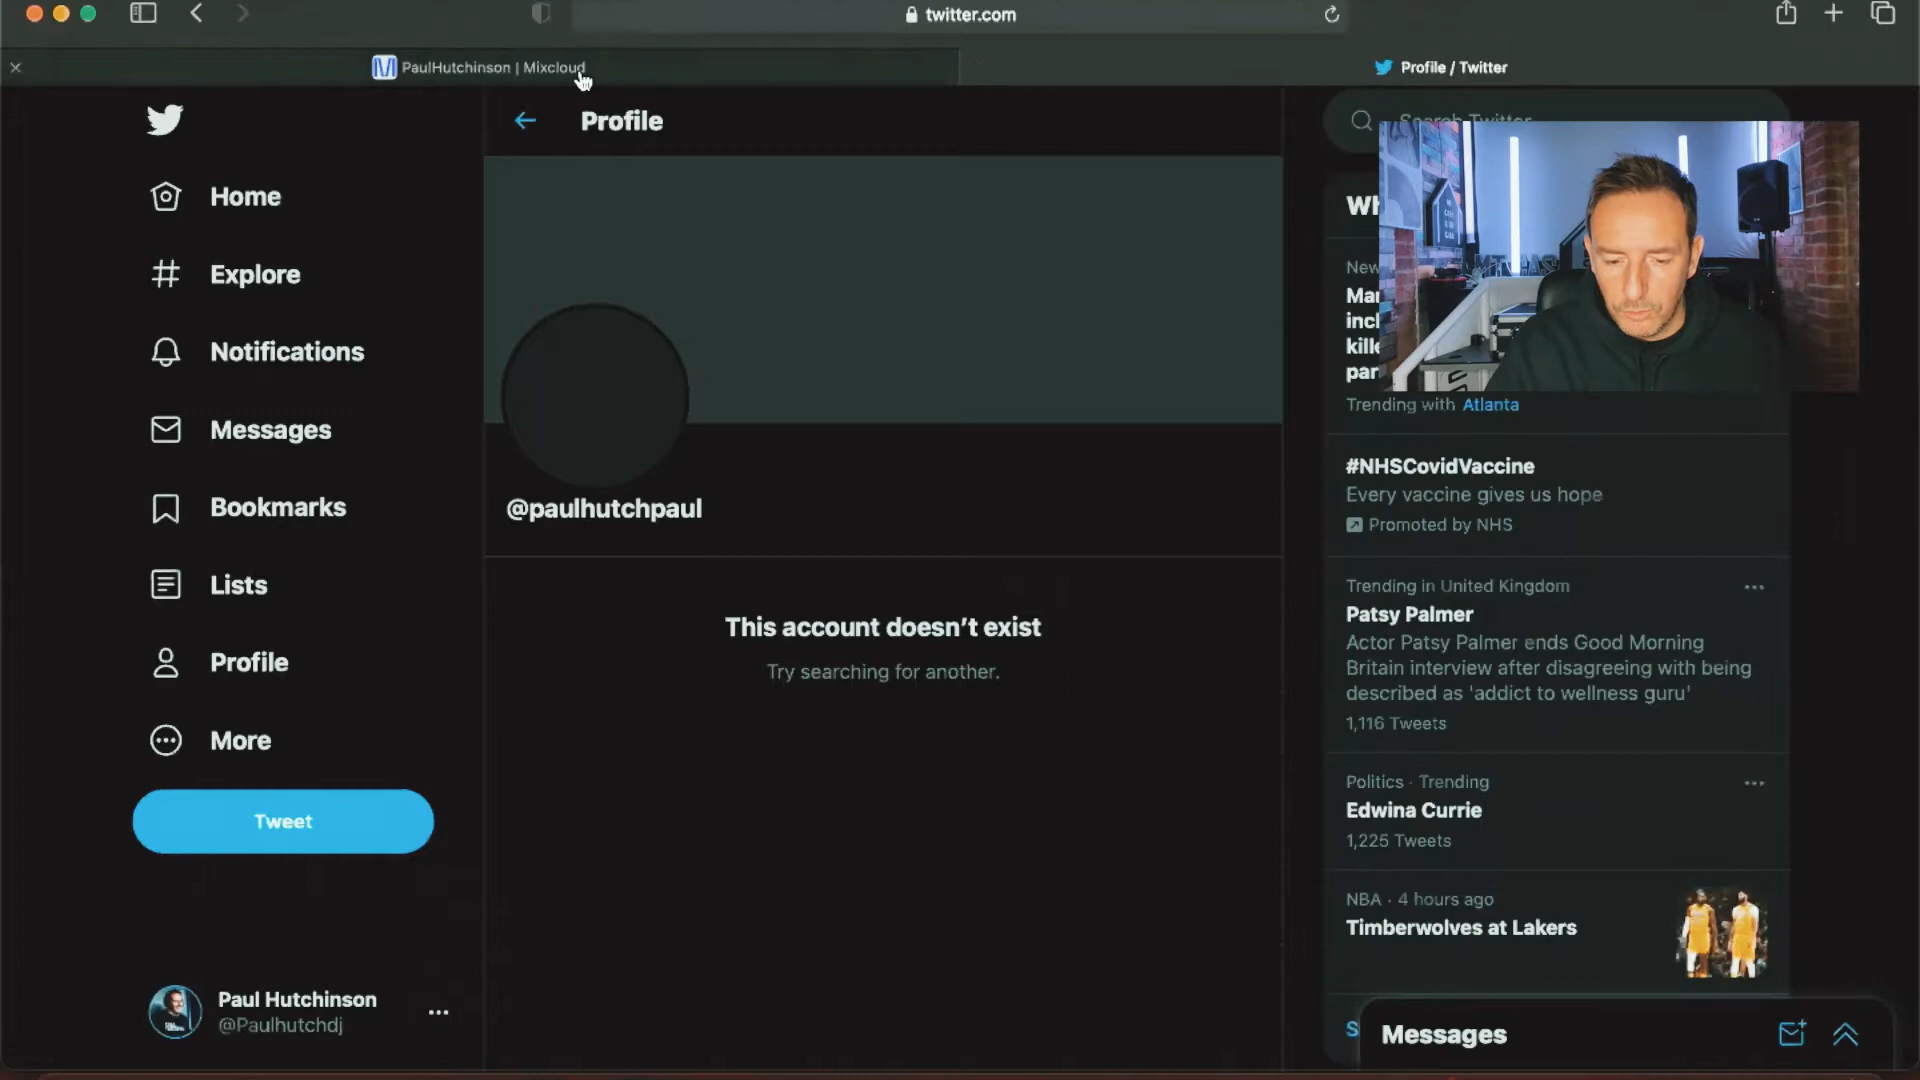 twitter.com
PaulHutchinson | Mixcloud
Profile / Twitter
Home
Explore
Notifications
Messages
Bookmarks
Lists
Profile
More
Tweet
Paul Hutchinson
@Paulhutchdj
Profile
@paulhutchpaul
This account doesn't exist
Try searching for another.
Search Twitter
Trending with Atlanta
#NHSCovidVaccine
Every vaccine gives us hope
Promoted by NHS
Trending in United Kingdom
Patsy Palmer
Actor Patsy Palmer ends Good Morning
Britain interview after disagreeing with being
described as 'addict to wellness guru'
1,116 Tweets
Politics · Trending
Edwina Currie
1,225 Tweets
NBA · 4 hours ago
Timberwolves at Lakers
Messages